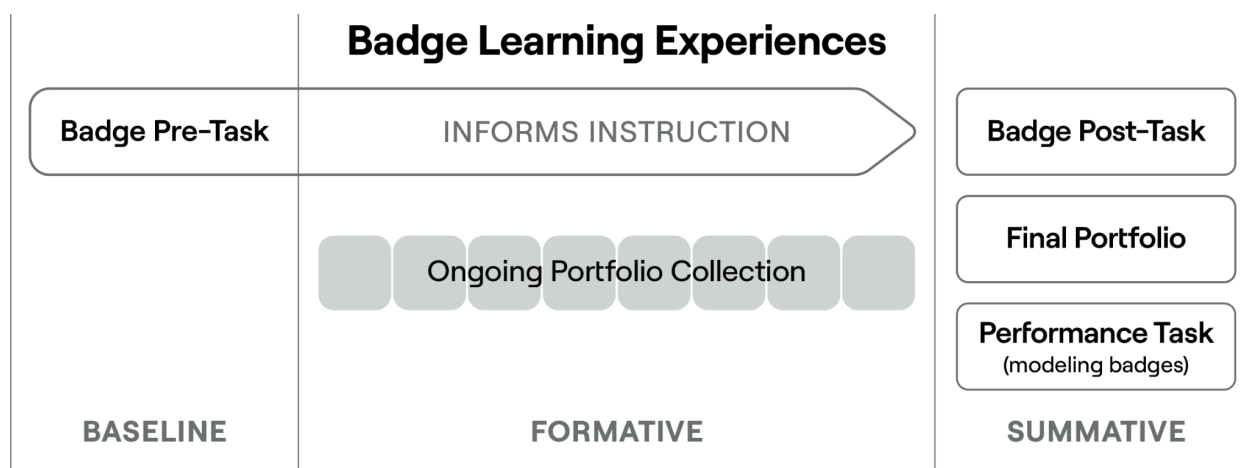 Badge Learning Experiences
Badge Pre-Task
INFORMS INSTRUCTION
Badge Post-Task
Ongoing Portfolio Collection
Final Portfolio
Performance Task
(modeling badges)
BASELINE
FORMATIVE
SUMMATIVE